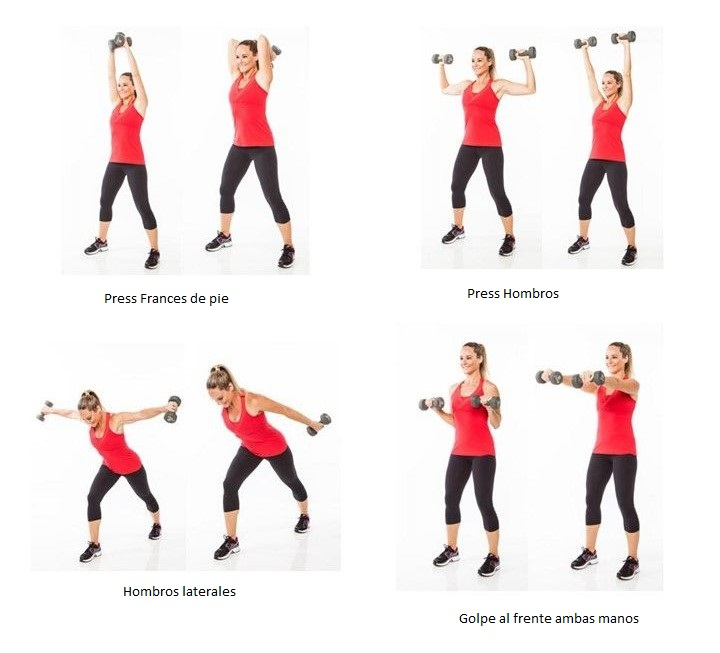 Press Frances de pie
Press Hombros
Hombros laterales
Golpe al frente ambas manos